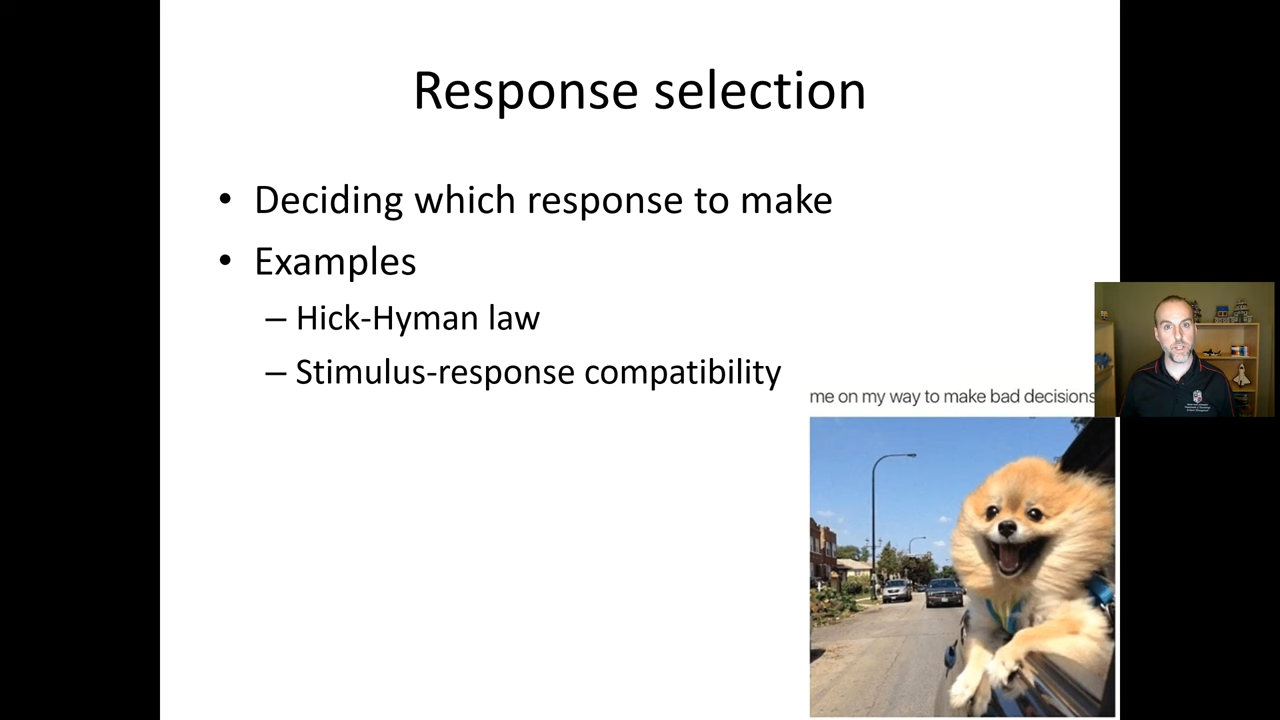 Response selection
• Deciding which response to make
• Examples
– Hick-Hyman law
– Stimulus-response compatibility
me on my way to make bad decisions